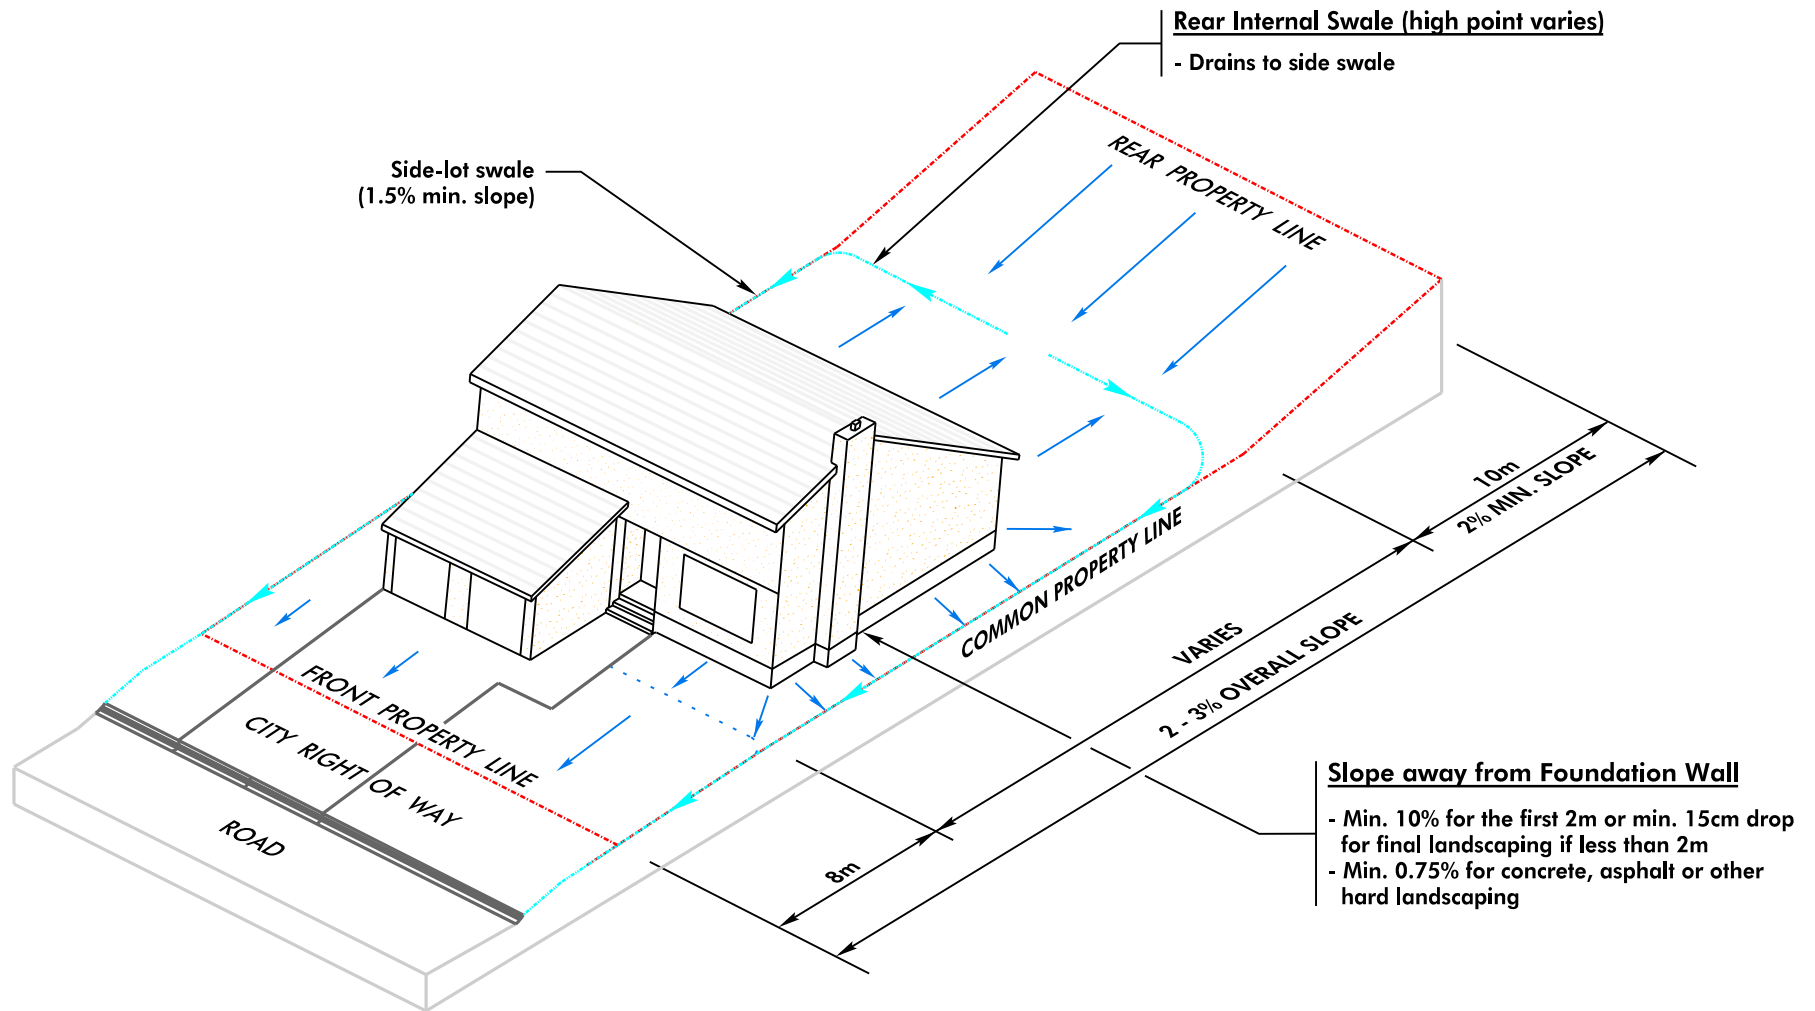 Rear Internal Swale (high point varies)
- Drains to side swale
Side-lot swale
(1.5% min. slope)
REAR PROPERTY LINE
10m
2% MIN. SLOPE
COMMON PROPERTY LINE
VARIES
2 - 3% OVERALL SLOPE
FRONT PROPERTY LINE
CITY RIGHT OF WAY
ROAD
8m
Slope away from Foundation Wall
- Min. 10% for the first 2m or min. 15cm drop
for final landscaping if less than 2m
- Min. 0.75% for concrete, asphalt or other
hard landscaping